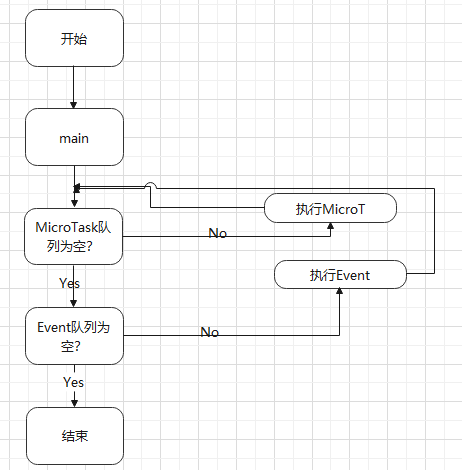 开始
main
执行MicroT
MicroTask队
列为空?
No
执行Event
Yes
Event队列为
空?
No
Yes
结束